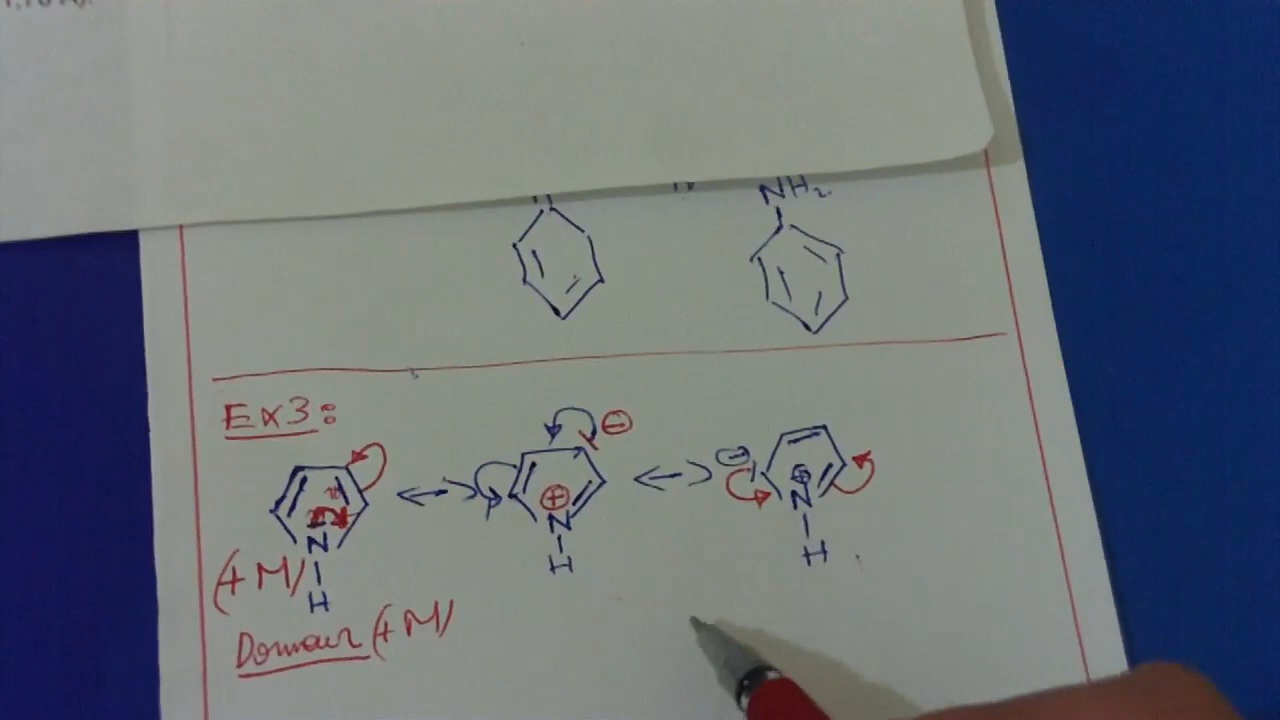 NH₂
Ex3:
⊖
⊖
⊕
⊕
N
N
N
H
H
H
(+M)
Donneur (+M)